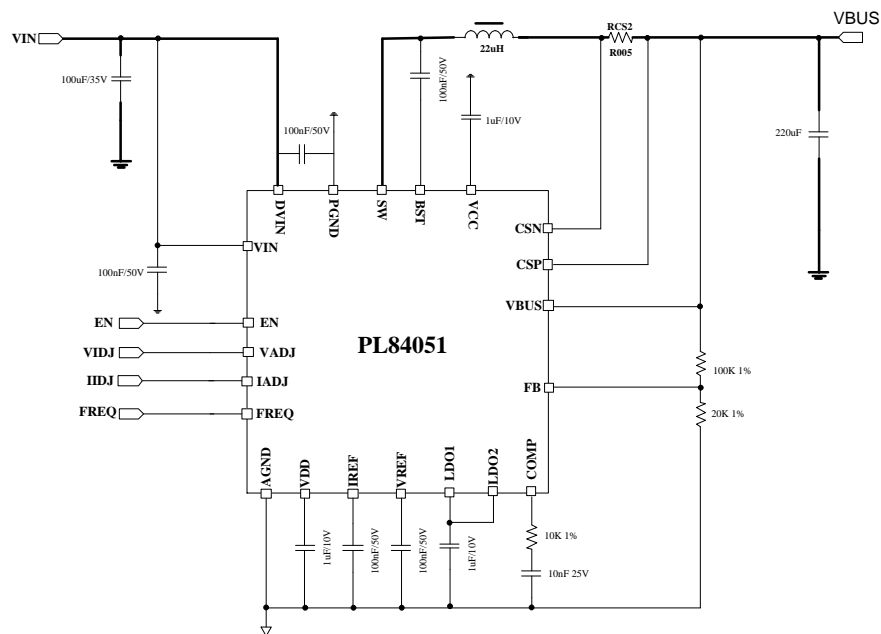 VBUS
RCS2
VIN
22uH
R005
100uF/35V
100nF/50V
1uF/10V
100nF/50V
220uF
DVIN
PGND
SW
BST
VCC
CSN
VIN
CSP
100nF/50V
VBUS
EN
EN
VIDJ
VADJ
PL84051
100K 1%
IIDJ
IADJ
FB
FREQ
FREQ
20K 1%
AGND
VDD
IREF
VREF
LDO1
LDO2
COMP
1uF/10V
100nF/50V
100nF/50V
1uF/10V
10K 1%
10nF 25V